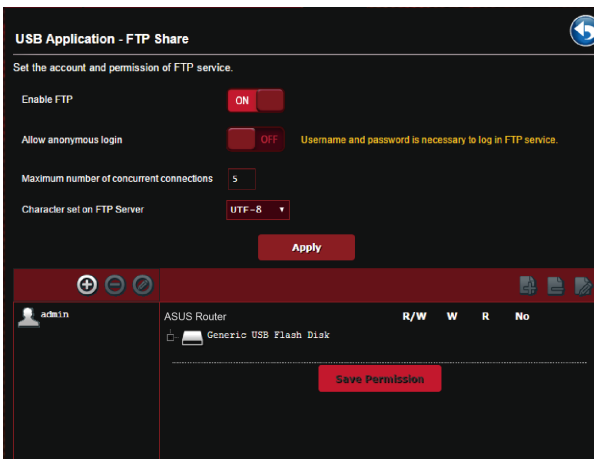 USB Application - FTP Share
Set the account and permission of FTP service.
Enable FTP ON
Allow anonymous login OFF Username and password is necessary to log in FTP service.
Maximum number of concurrent connections 5
Character set on FTP Server UTF-8
Apply
admin
ASUS Router R/W W R No
Generic USB Flash Disk
Save Permission